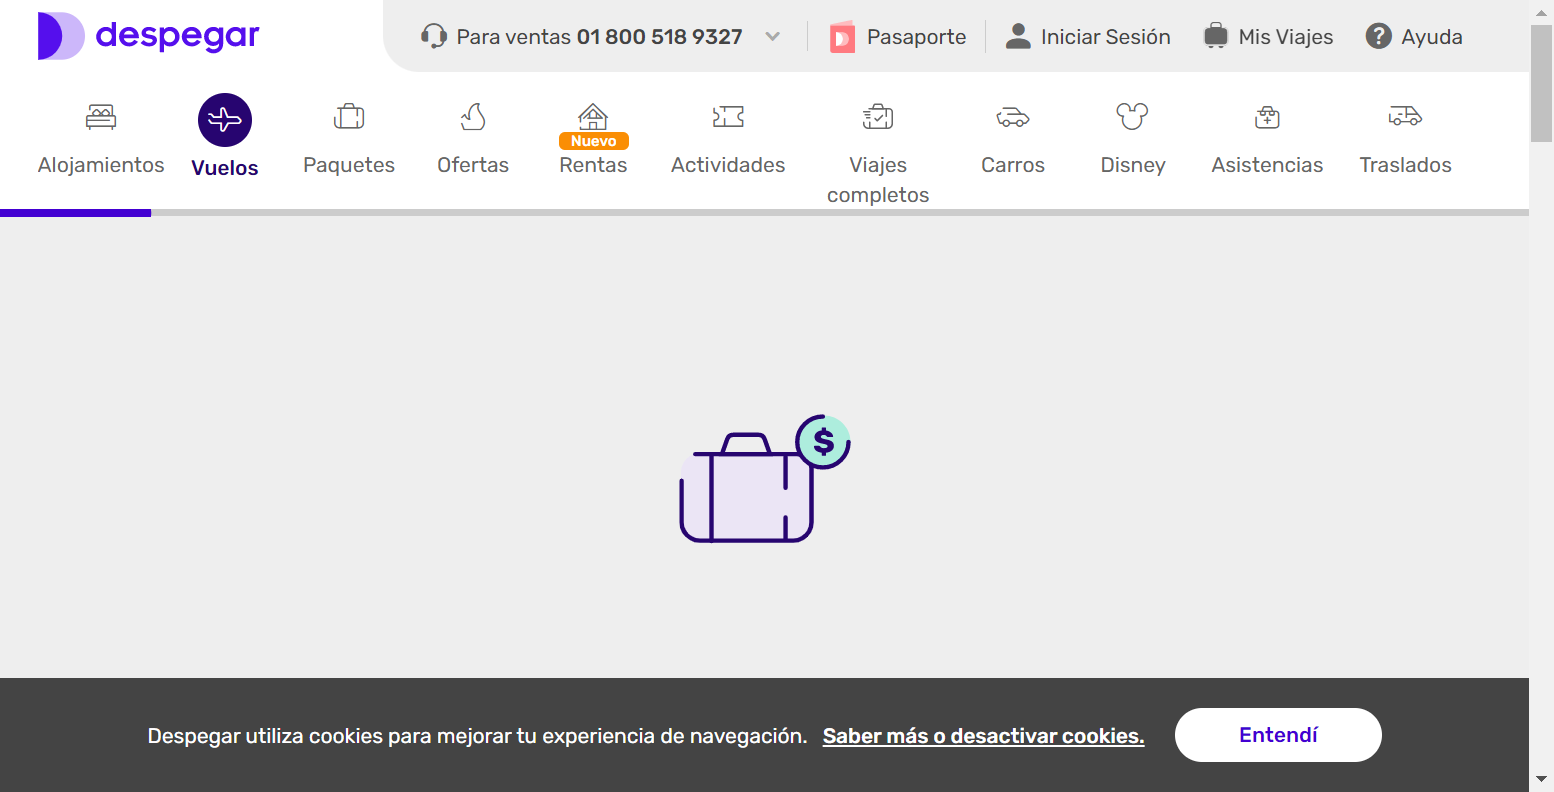 despegar
Para ventas 01 800 518 9327
Pasaporte
Iniciar Sesión
Mis Viajes
? Ayuda
Alojamientos
Vuelos
Paquetes
Ofertas
Nuevo
Rentas
Actividades
Viajes
completos
Carros
Disney
Asistencias
Traslados
$
Despegar utiliza cookies para mejorar tu experiencia de navegación. Saber más o desactivar cookies.
Entendí